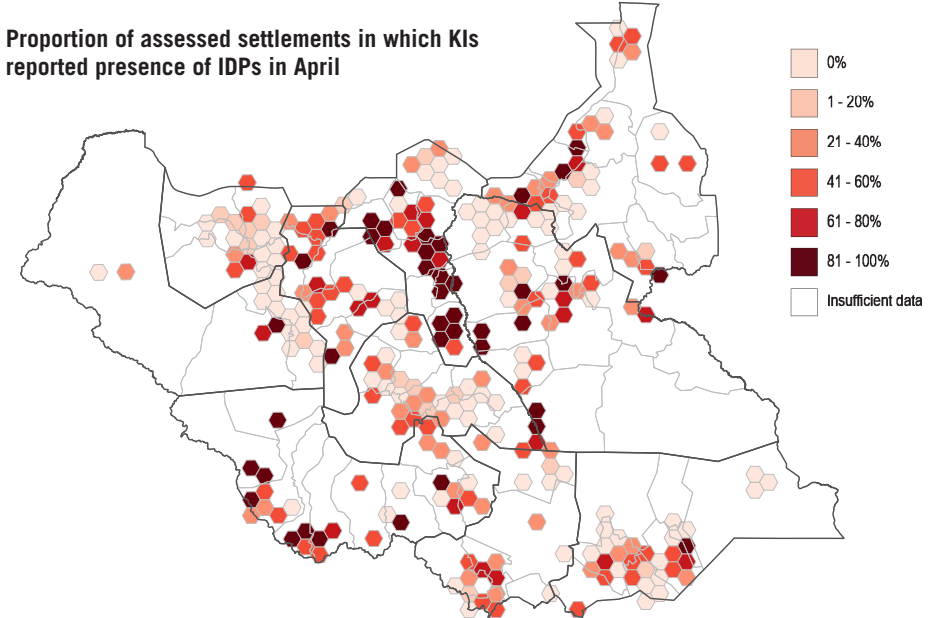 Proportion of assessed settlements in which KIs
reported presence of IDPs in April
0%
1 - 20%
21 - 40%
41 - 60%
61 - 80%
81 - 100%
Insufficient data